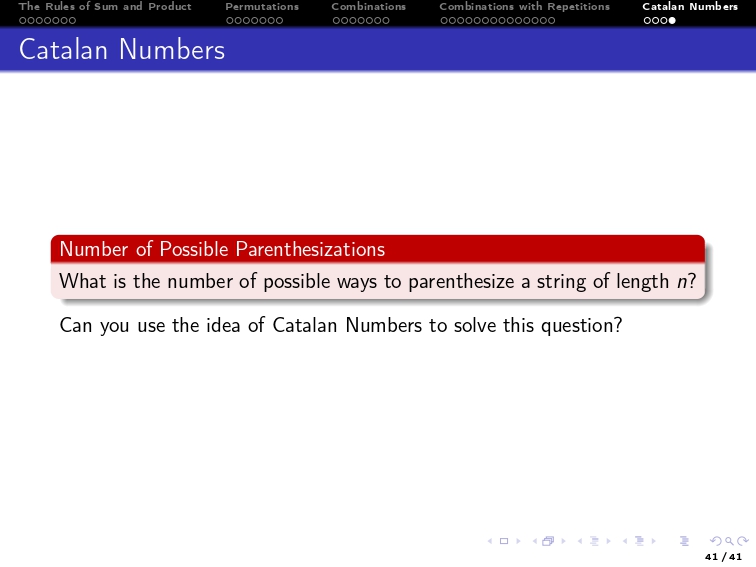 The Rules of Sum and Product Permutations Combinations Combinations with Repetitions Catalan Numbers
Catalan Numbers
Number of Possible Parenthesizations
What is the number of possible ways to parenthesize a string of length n?
Can you use the idea of Catalan Numbers to solve this question?
41 / 41